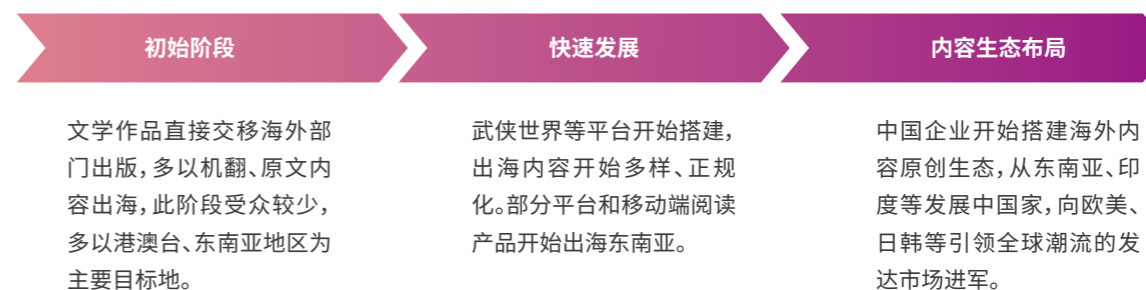 初始阶段
文学作品直接交移海外部
门出版，多以机翻、原文内
容出海，此阶段受众较少，
多以港澳台、东南亚地区为
主要目标地。
快速发展
武侠世界等平台开始搭建，
出海内容开始多样、正规
化。部分平台和移动端阅读
产品开始出海东南亚。
内容生态布局
中国企业开始搭建海外内
容原创生态，从东南亚、印
度等发展中国家，向欧美、
日韩等引领全球潮流的发
达市场进军。